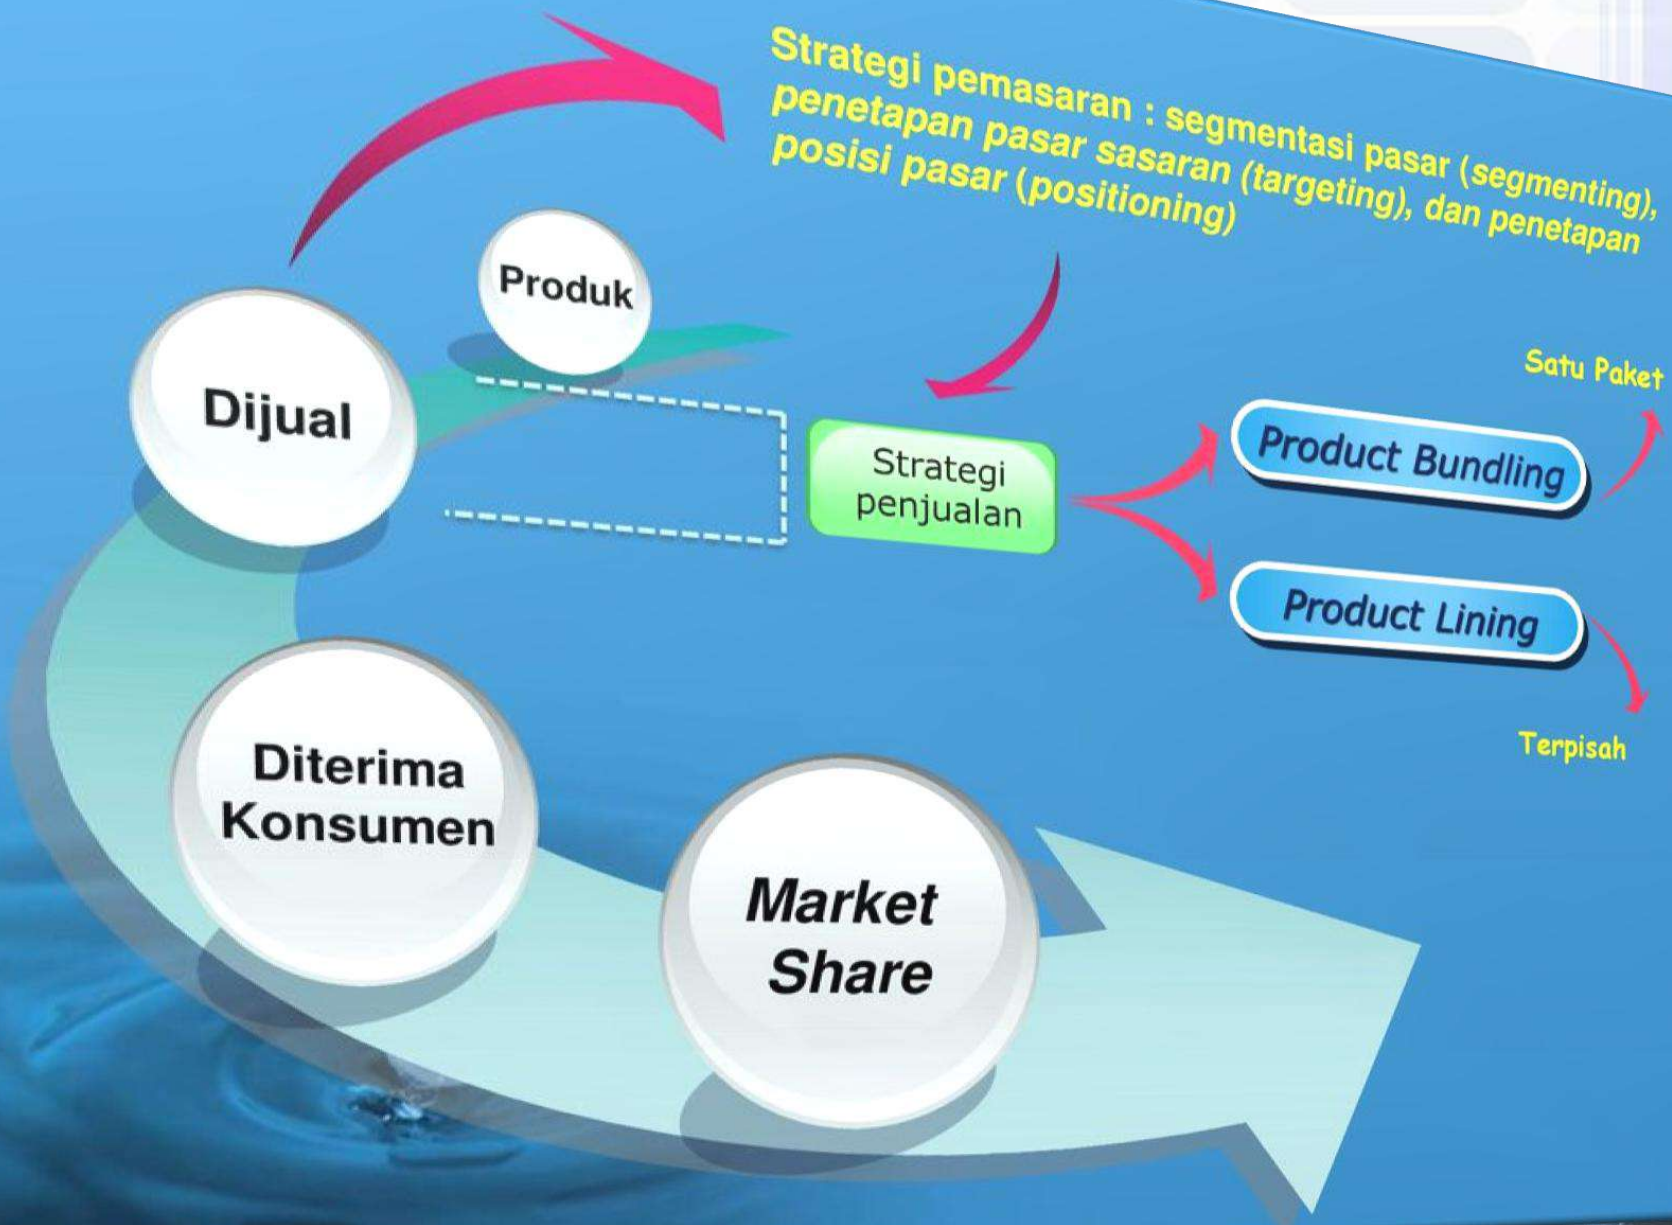 Strategi pemasaran : segmentasi pasar (segmenting),
penetapan pasar sasaran (targeting), dan penetapan
posisi pasar (positioning)
Produk
Dijual
Satu Paket
Product Bundling
Strategi
penjualan
Product Lining
Terpisah
Diterima
Konsumen
Market
Share